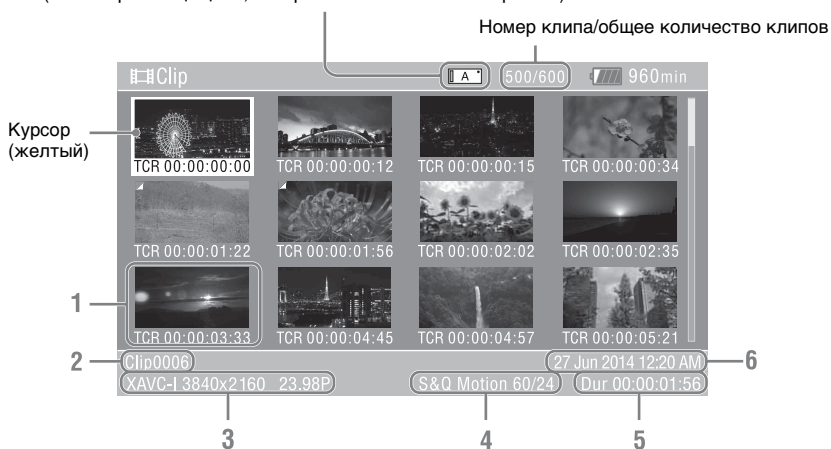 Номер клипа/общее количество клипов
Clip
A
500/600
960min
Курсор
(желтый)
TCR 00:00:00:00
TCR 00:00:00:12
TCR 00:00:00:15
TCR 00:00:00:34
TCR 00:00:01:22
TCR 00:00:01:56
TCR 00:00:02:02
TCR 00:00:02:35
1
TCR 00:00:03:33
TCR 00:00:04:45
TCR 00:00:04:57
TCR 00:00:05:21
2
Clip0006
27 Jun 2014 12:20 AM
6
XAVC-I 3840x2160 23.98P
S&Q Motion 60/24
Dur 00:00:01:56
3
4
5